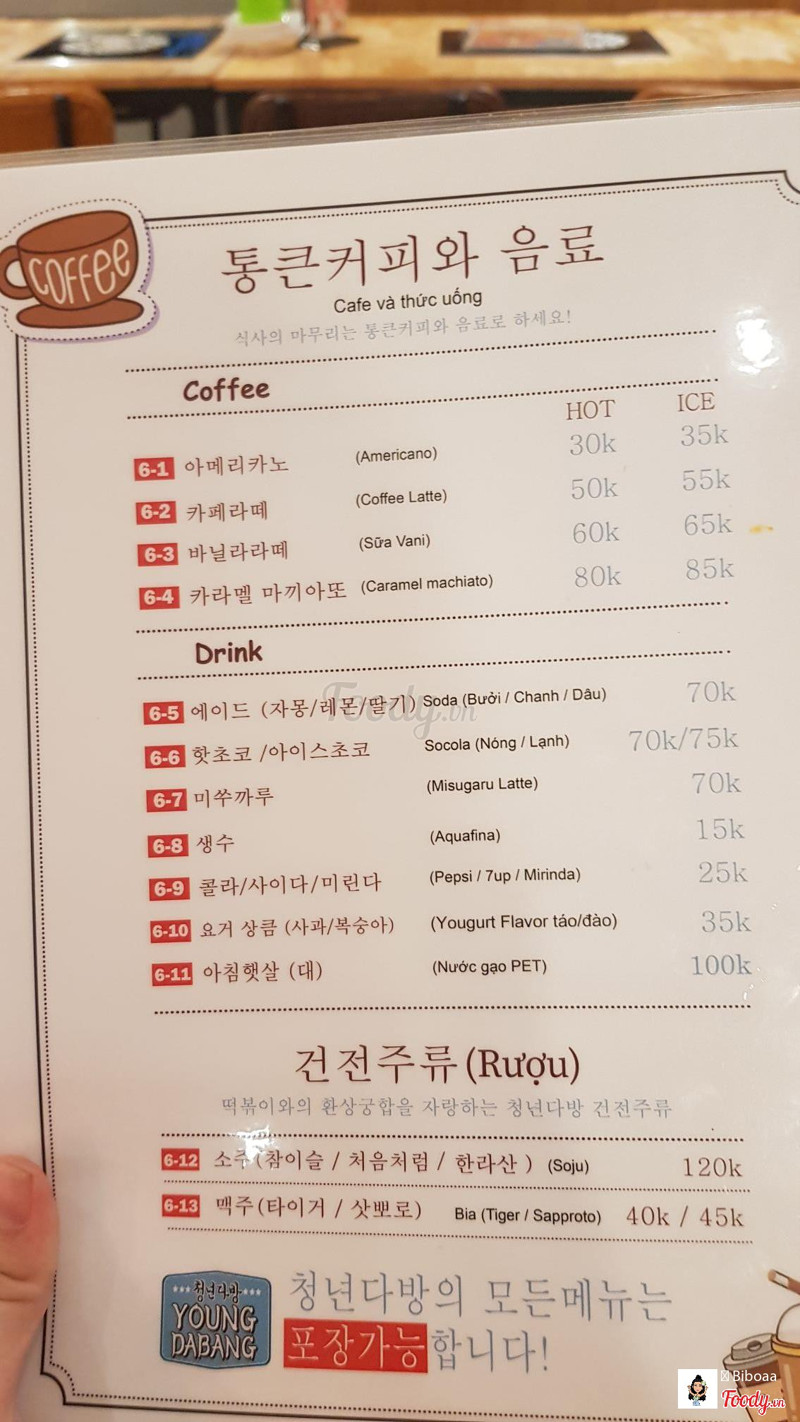 COFFEE
통큰커피와 음료
Cafe và thức uống
식사의 마무리는 통큰커피와 음료로 하세요!
Coffee
HOT ICE
6-1 아메리카노 (Americano) 30k 35k
6-2 카페라떼 (Coffee Latte) 50k 55k
6-3 바닐라라떼 (Sữa Vani) 60k 65k
6-4 카라멜 마끼아또 (Caramel machiato) 80k 85k
Drink
6-5 에이드 (자몽/레몬/딸기) Soda (Bưởi / Chanh / Dâu) 70k
Foody.vn
6-6 핫초코 /아이스초코 Socola (Nóng / Lạnh) 70k/75k
6-7 미쑤까루 (Misugaru Latte) 70k
6-8 생수 (Aquafina) 15k
6-9 콜라/사이다/미린다 (Pepsi / 7up / Mirinda) 25k
6-10 요거 상큼 (사과/복숭아) (Yougurt Flavor táo/đào) 35k
6-11 아침햇살 (대) (Nước gạo PET) 100k
건전주류(Rượu)
떡볶이와의 환상궁합을 자랑하는 청년다방 건전주류
6-12 소주(참이슬 / 처음처럼 / 한라산 ) (Soju) 120k
6-13 맥주(타이거 / 삿뽀로) Bia (Tiger / Sapproto) 40k / 45k
청년다방
YOUNG
DABANG
청년다방의 모든메뉴는
포장가능합니다!
Biboaa
Foody.vn